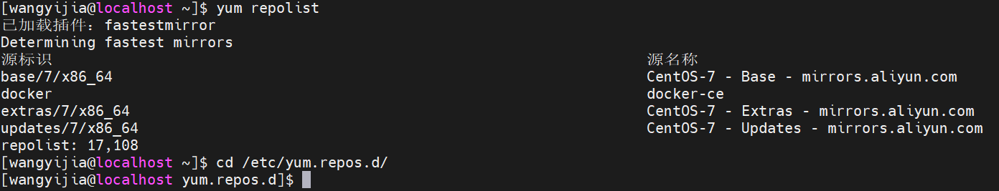 [wangyijia@localhost ~]$ yum repolist
已加载插件：fastestmirror
Determining fastest mirrors
源标识 源名称
base/7/x86_64 CentOS-7 - Base - mirrors.aliyun.com
docker docker-ce
extras/7/x86_64 CentOS-7 - Extras - mirrors.aliyun.com
updates/7/x86_64 CentOS-7 - Updates - mirrors.aliyun.com
repolist: 17,108
[wangyijia@localhost ~]$ cd /etc/yum.repos.d/
[wangyijia@localhost yum.repos.d]$